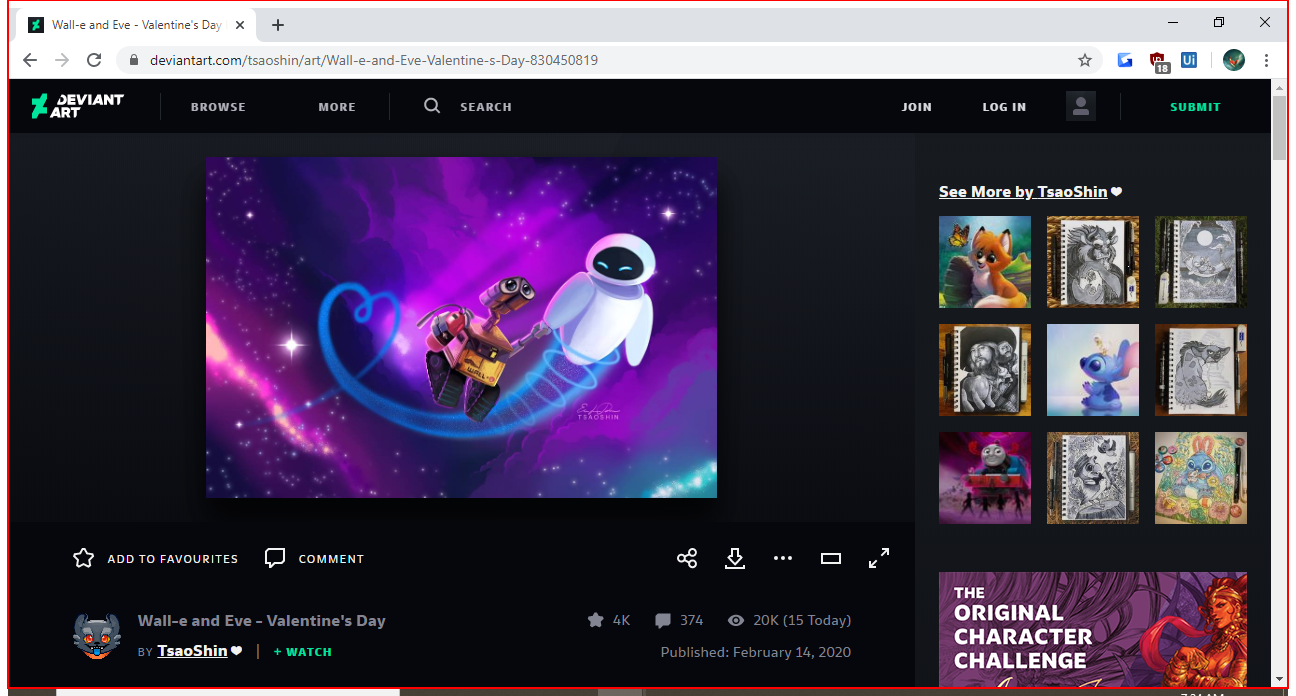 Wall-e and Eve - Valentine's Day
deviantart.com/tsaoshin/art/Wall-e-and-Eve-Valentine-s-Day-830450819
18
Ui
DEVIANT
ART
BROWSE
MORE
SEARCH
JOIN
LOG IN
SUBMIT
WALL·E
TSAOSHIN
See More by TsaoShin
ADD TO FAVOURITES
COMMENT
Wall-e and Eve - Valentine's Day
BY TsaoShin | + WATCH
4K
374
20K (15 Today)
Published: February 14, 2020
THE
ORIGINAL
CHARACTER
CHALLENGE